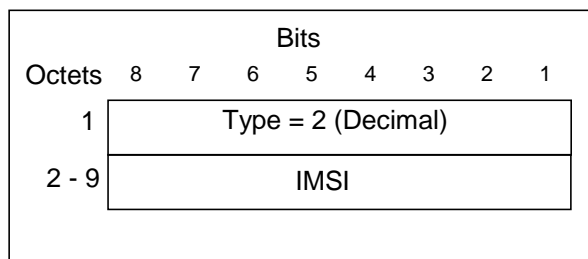 Bits
Octets 8 7 6 5 4 3 2 1
1 Type = 2 (Decimal)
2 - 9 IMSI